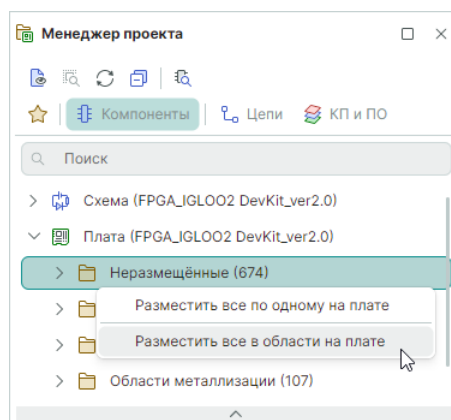 Менеджер проекта
Компоненты
Цепи
КП и ПО
Поиск
Схема (FPGA_IGLOO2 DevKit_ver2.0)
Плата (FPGA_IGLOO2 DevKit_ver2.0)
Неразмещённые (674)
Разместить все по одному на плате
Разместить все в области на плате
Области металлизации (107)